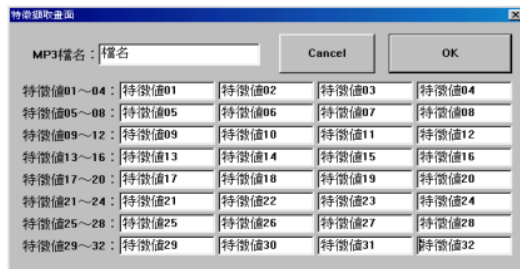 特徵擷取畫面
MP3檔名：檔名 Cancel OK
特徵值01～04：特徵值01 特徵值02 特徵值03 特徵值04
特徵值05～08：特徵值05 特徵值06 特徵值07 特徵值08
特徵值09～12：特徵值09 特徵值10 特徵值11 特徵值12
特徵值13～16：特徵值13 特徵值14 特徵值15 特徵值16
特徵值17～20：特徵值17 特徵值18 特徵值19 特徵值20
特徵值21～24：特徵值21 特徵值22 特徵值23 特徵值24
特徵值25～28：特徵值25 特徵值26 特徵值27 特徵值28
特徵值29～32：特徵值29 特徵值30 特徵值31 特徵值32